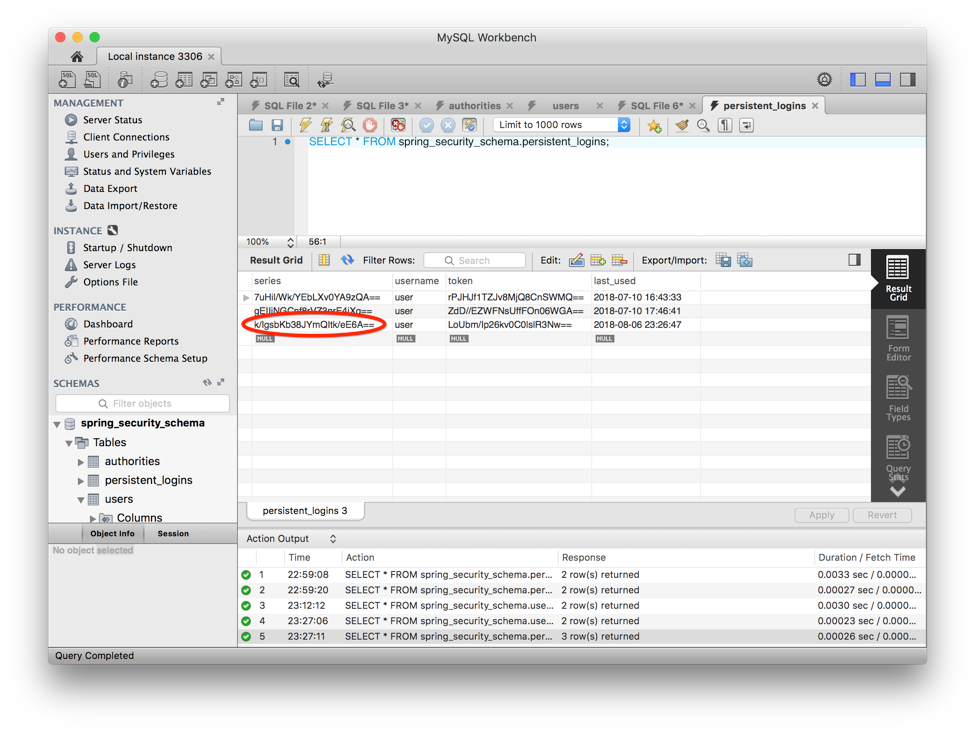 MySQL Workbench
Local instance 3306
MANAGEMENT
Server Status
Client Connections
Users and Privileges
Status and System Variables
Data Export
Data Import/Restore
INSTANCE
Startup / Shutdown
Server Logs
Options File
PERFORMANCE
Dashboard
Performance Reports
Performance Schema Setup
SCHEMAS
Filter objects
spring_security_schema
Tables
authorities
persistent_logins
users
Columns
Object Info Session
No object selected
SQL File 2* SQL File 3* authorities users SQL File 6* persistent_logins
Limit to 1000 rows
1 SELECT * FROM spring_security_schema.persistent_logins;
100% 56:1
Result Grid Filter Rows: Search Edit: Export/Import:
series username token last_used
7uHil/Wk/YEbLXv0YA9zQA== user rPJHJf1TZJv8MjQ8CnSWMQ== 2018-07-10 16:43:33
user ZdD//EZWFNsUffFOn06WGA== 2018-07-10 16:43:41
k/IgsbKb38JYmQItk/eE6A== user LoUbm/Ip26kv0C0lslR3Nw== 2018-08-06 23:26:47
NULL NULL NULL NULL
Result
Grid
Form
Editor
Field
Types
Query
Stats
persistent_logins 3
Apply Revert
Action Output
Time Action Response Duration / Fetch Time
1 22:59:08 SELECT * FROM spring_security_schema.per... 2 row(s) returned 0.0033 sec / 0.0000...
2 22:59:20 SELECT * FROM spring_security_schema.per... 2 row(s) returned 0.00027 sec / 0.000...
3 23:12:12 SELECT * FROM spring_security_schema.use... 2 row(s) returned 0.0030 sec / 0.0000...
4 23:27:06 SELECT * FROM spring_security_schema.use... 2 row(s) returned 0.00023 sec / 0.000...
5 23:27:11 SELECT * FROM spring_security_schema.per... 3 row(s) returned 0.00026 sec / 0.000...
Query Completed